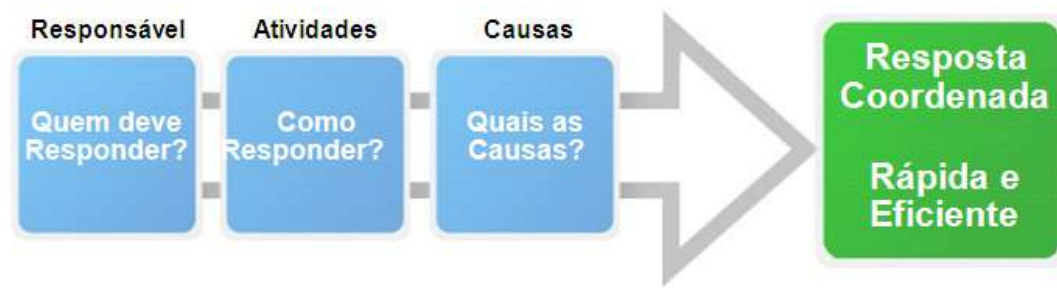 Responsável
Atividades
Causas
Quem deve
Responder?
Como
Responder?
Quais as
Causas?
Resposta
Coordenada
Rápida e
Eficiente